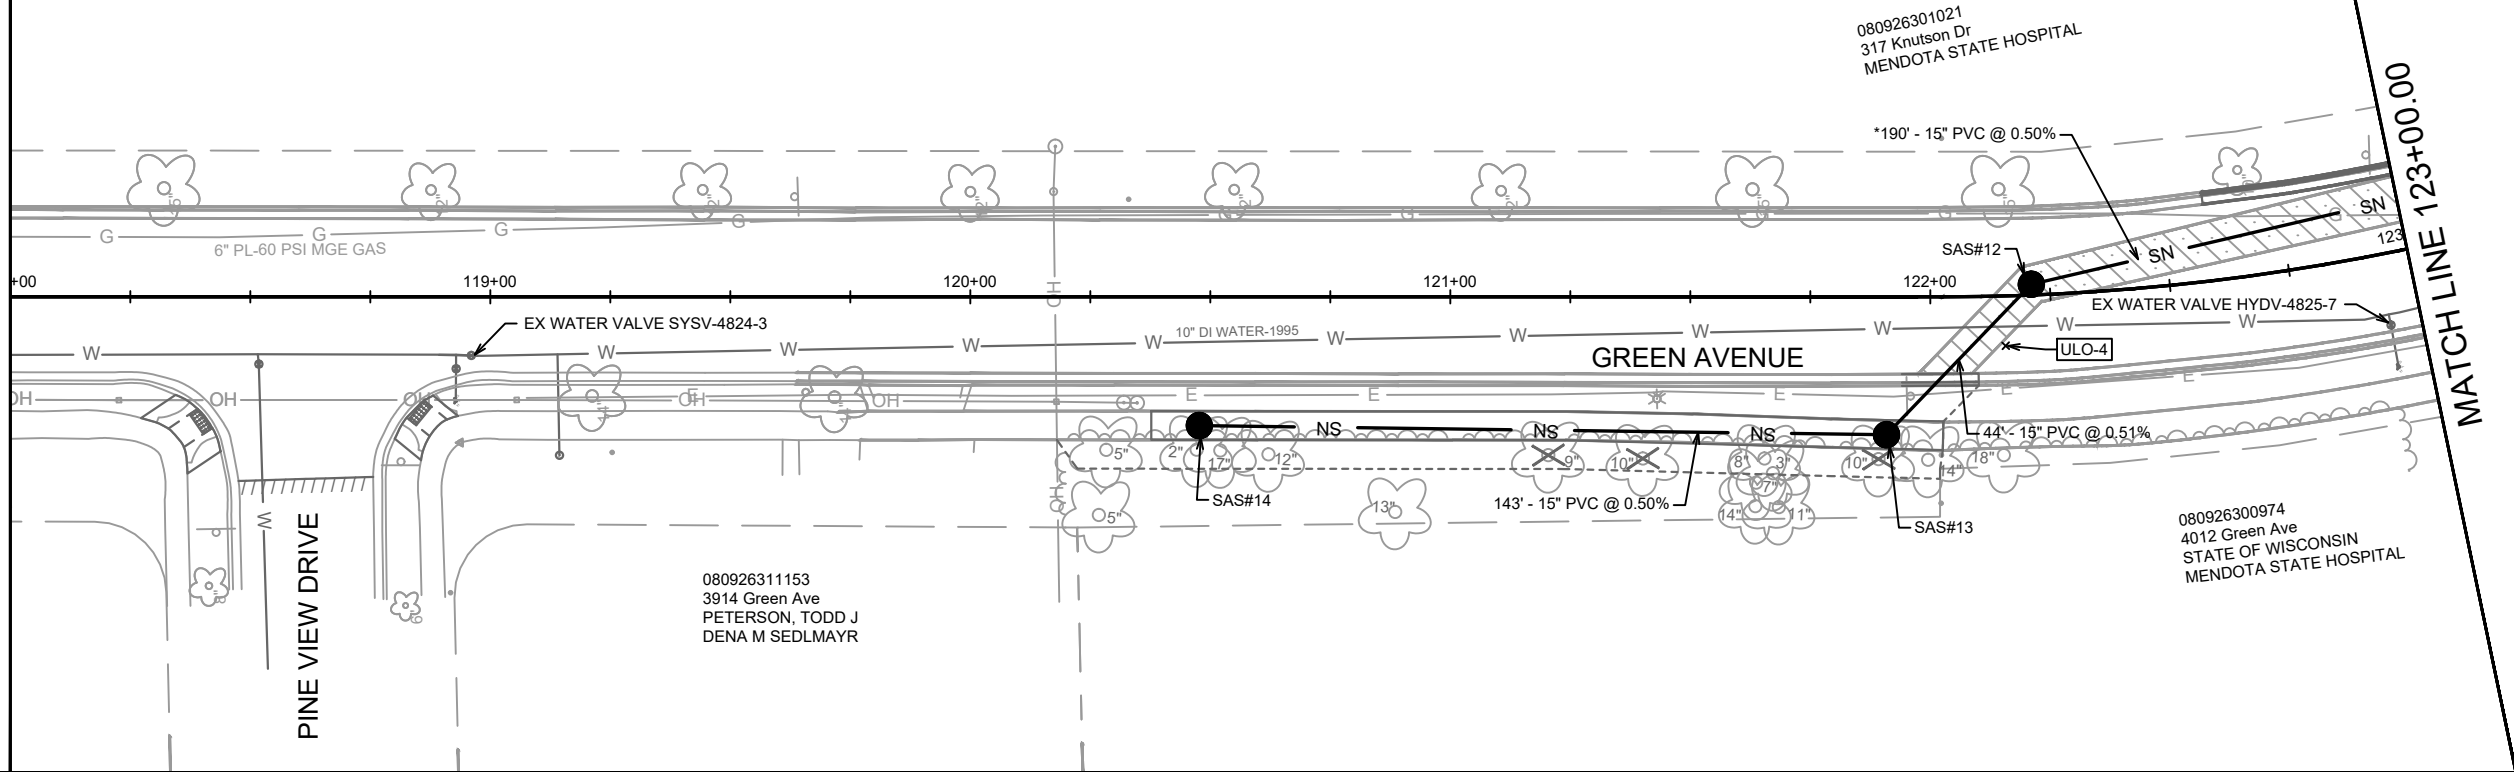 080926301021
317 Knutson Dr
MENDOTA STATE HOSPITAL
*190' - 15" PVC @ 0.50%
MATCH LINE 123+00.00
G G G G G G G G
6" PL-60 PSI MGE GAS
SAS#12
SN SN
123
+00 119+00 120+00 121+00 122+00
OH
EX WATER VALVE HYDV-4825-7
EX WATER VALVE SYSV-4824-3
10" DI WATER-1995
W W W W W W W W W W W
GREEN AVENUE
ULO-4
OH OH OH OH OH
E E E E E E
NS NS NS
44' - 15" PVC @ 0.51%
5" 2" 17" 12" 9" 10" 8" 3" 10" 14" 18"
7"
SAS#14
143' - 15" PVC @ 0.50%
5" 13" 14" 11"
OH
W
SAS#13
PINE VIEW DRIVE
080926300974
4012 Green Ave
STATE OF WISCONSIN
MENDOTA STATE HOSPITAL
080926311153
3914 Green Ave
PETERSON, TODD J
DENA M SEDLMAYR